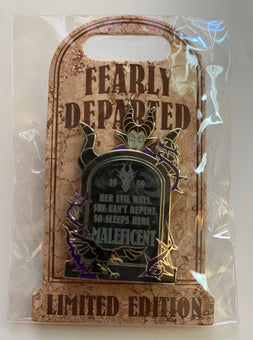 FEARLY
DEPARTED
19 59
HER EVIL WAYS,
SHE CAN'T REPENT,
SO SLEEPS HERE
MALEFICENT
LIMITED EDITION